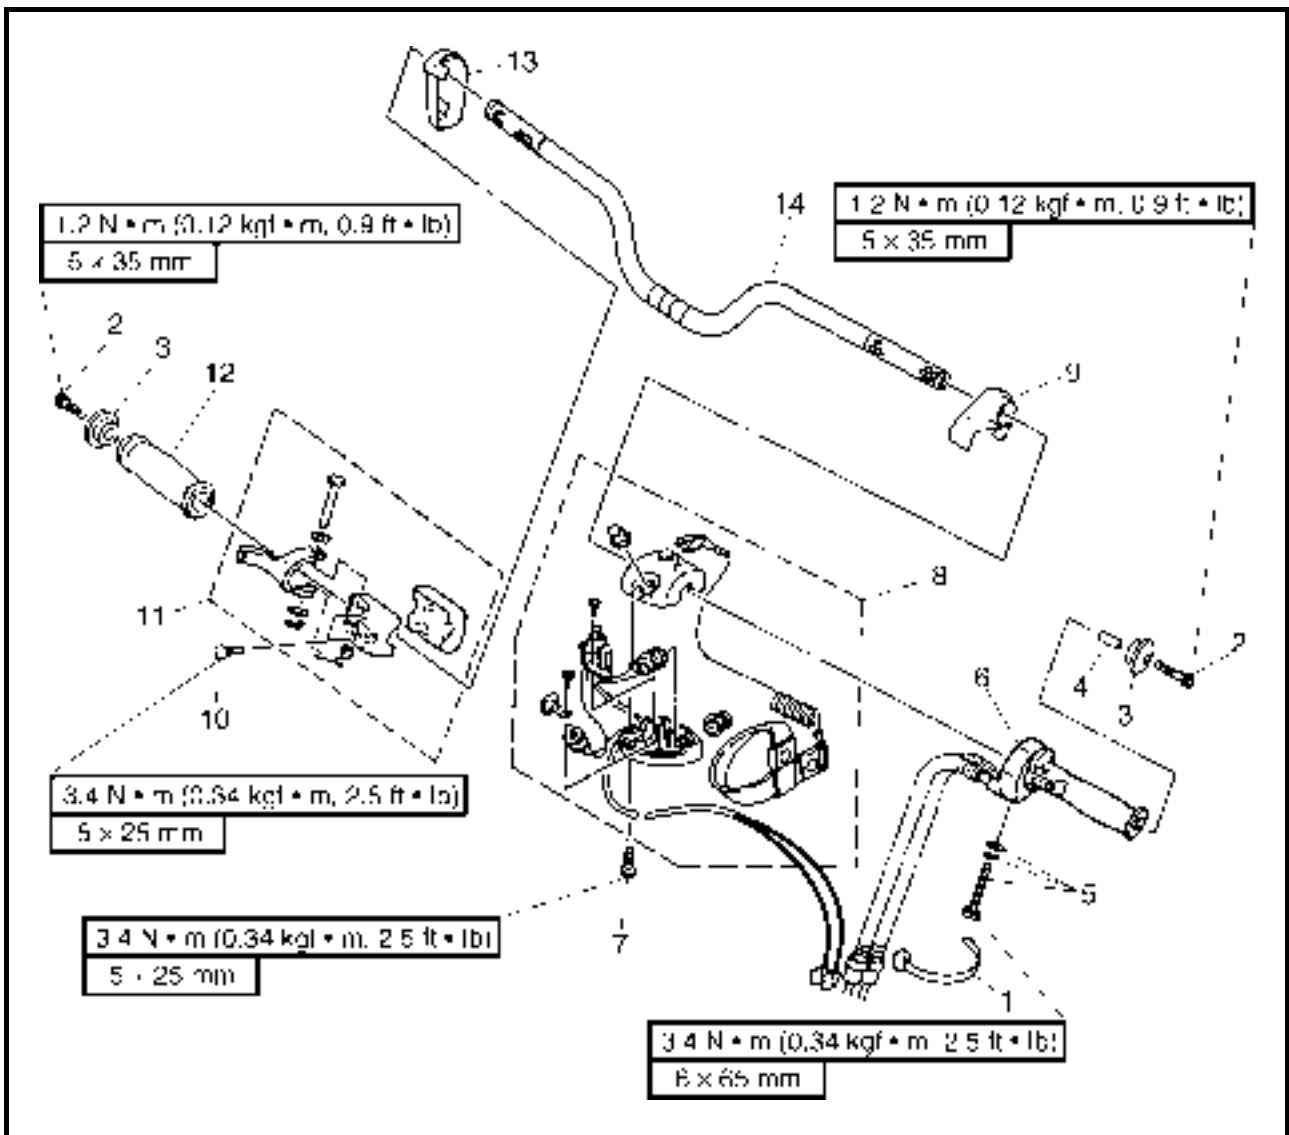 13
14
1.2 N • m (0.12 kgf • m, 0.9 ft • lb)
5 × 35 mm
1.2 N • m (0.12 kgf • m, 0.9 ft • lb)
5 × 35 mm
2
3
12
9
8
11
10
6
4
3
2
3.4 N • m (0.34 kgf • m, 2.5 ft • lb)
5 × 25 mm
5
7
3.4 N • m (0.34 kgf • m, 2.5 ft • lb)
5 × 25 mm
1
3.4 N • m (0.34 kgf • m, 2.5 ft • lb)
6 × 65 mm